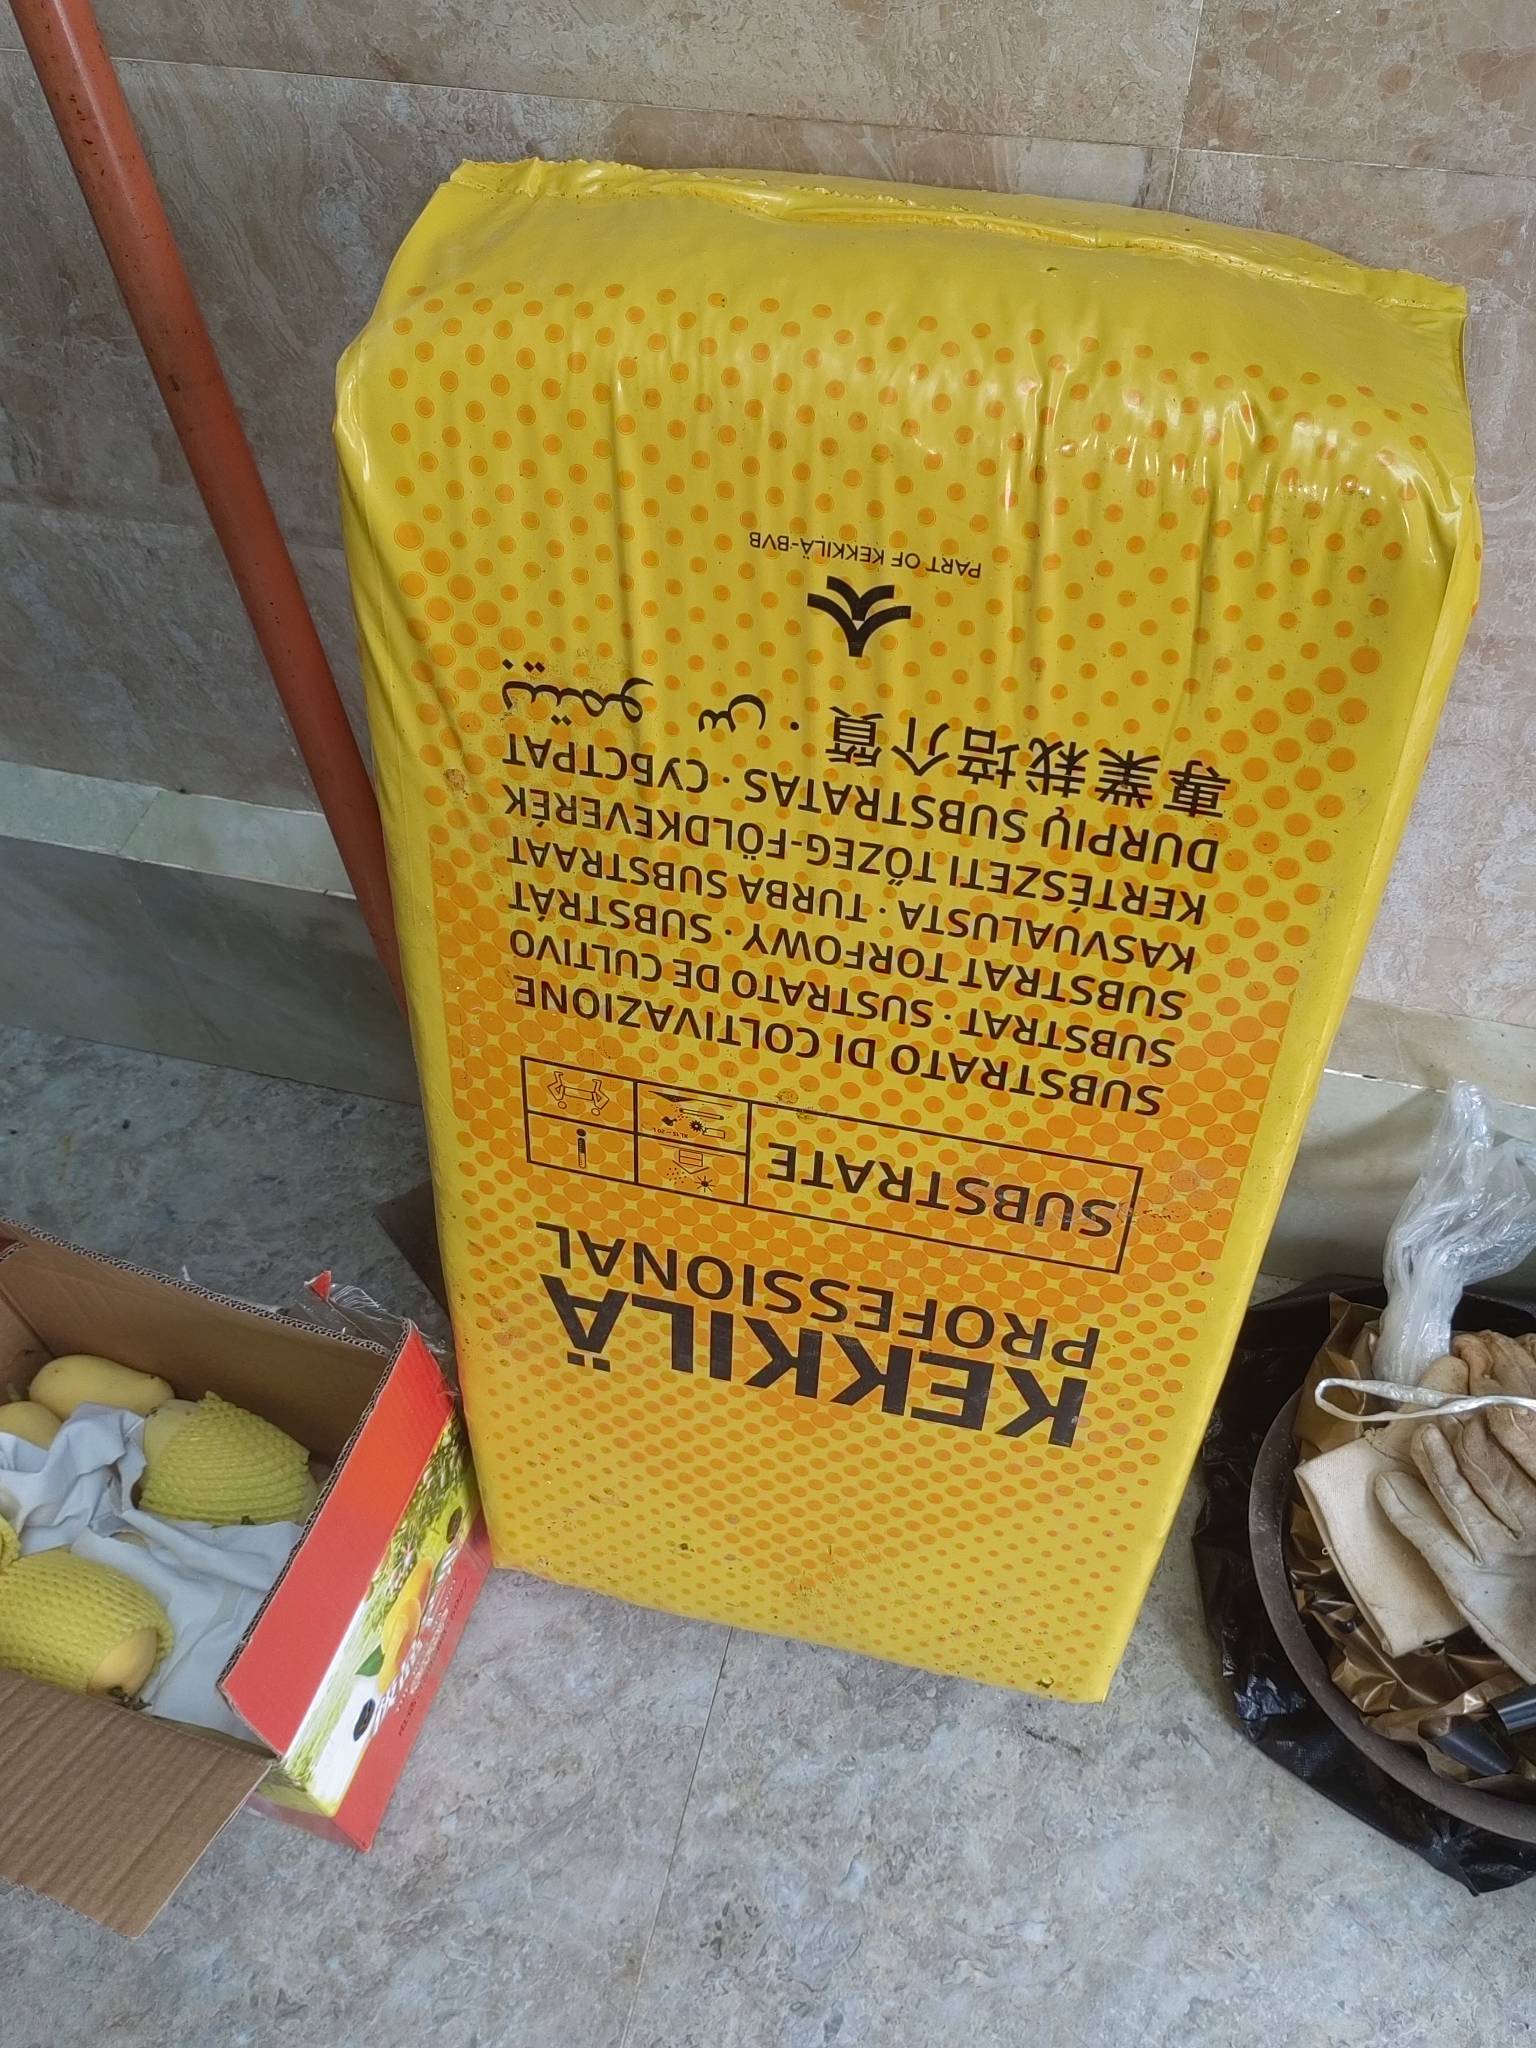 KEKKILÄ
PROFESSIONAL
SUBSTRATE
SUBSTRATO DI COLTIVAZIONE
SUBSTRAT · SUSTRATO DE CULTIVO
SUBSTRAT TORFOWY · SUBSTRÁT
KASVUALUSTA · TURBA SUBSTRAAT
KERTÉSZETI TŐZEG-FÖLDKEVERÉK
DURPIŲ SUBSTRATAS · СУБСТРАТ
專業栽培介質 ·
PART OF KEKKILÄ-BVB